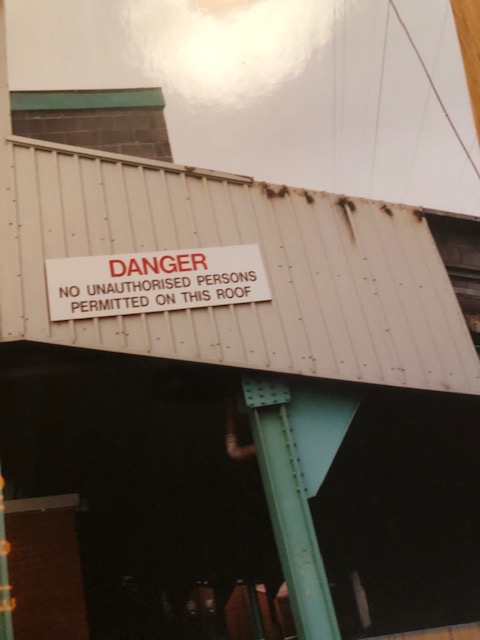 DANGER
NO UNAUTHORISED PERSONS
PERMITTED ON THIS ROOF